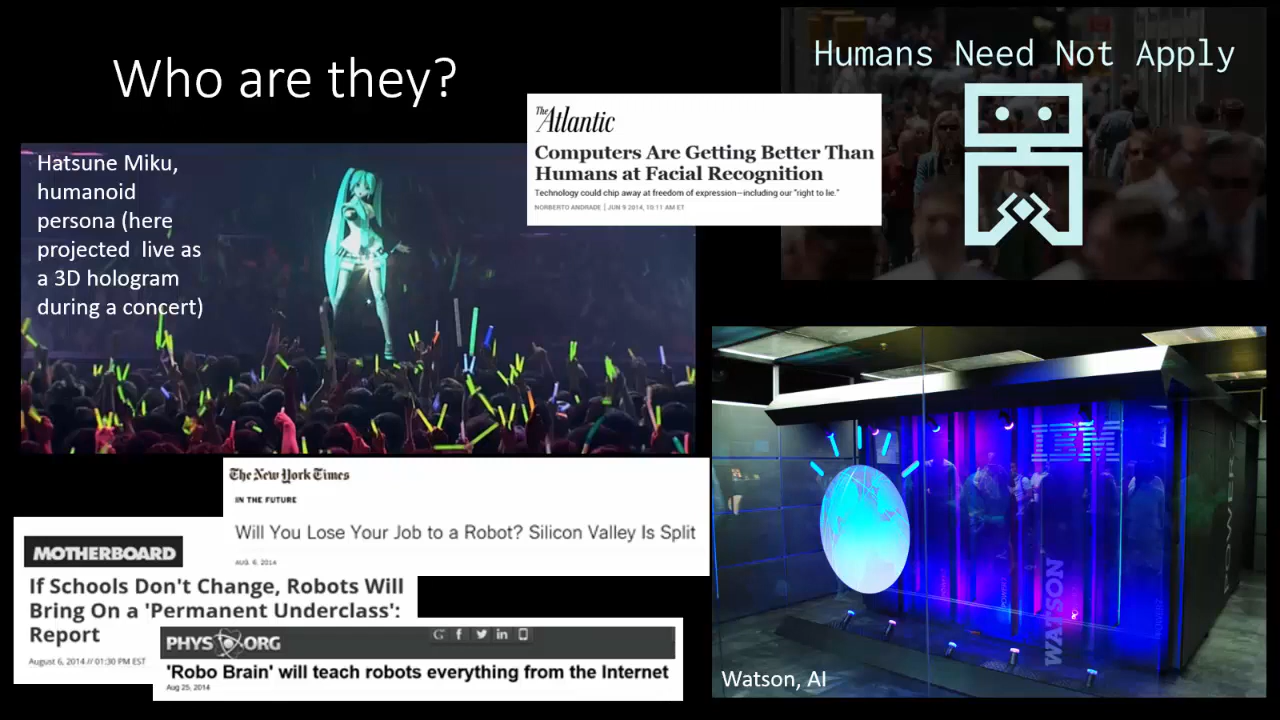 Who are they?
Humans Need Not Apply
The Atlantic
Computers Are Getting Better Than
Humans at Facial Recognition
Technology could chip away at freedom of expression—including our "right to lie."
NORBERTO ANDRADE | JUN 9 2014, 10:11 AM ET
Hatsune Miku,
humanoid
persona (here
projected live as
a 3D hologram
during a concert)
The New York Times
IN THE FUTURE
Will You Lose Your Job to a Robot? Silicon Valley Is Split
AUG. 6, 2014
MOTHERBOARD
If Schools Don't Change, Robots Will
Bring On a 'Permanent Underclass':
Report
August 6, 2014 // 01:30 PM EST
PHYS ORG
'Robo Brain' will teach robots everything from the Internet
Aug 25, 2014
IBM
WATSON
Watson, AI